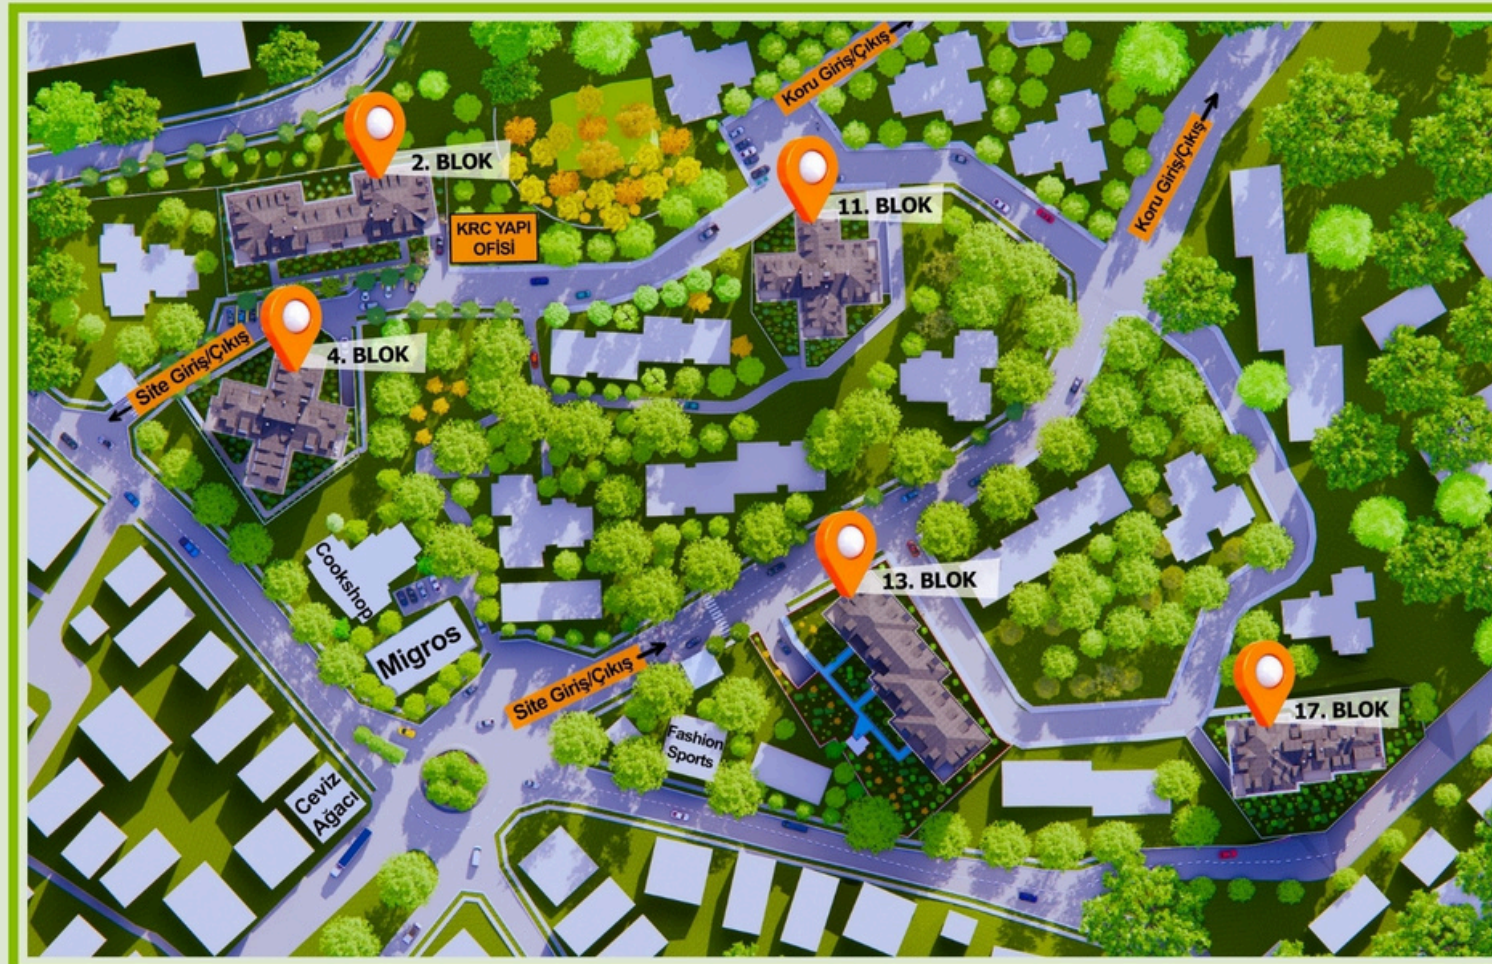 Koru Giriş/Çıkış
Koru Giriş/Çıkış
2. BLOK
11. BLOK
KRC YAPI
OFİSİ
Site Giriş/Çıkış
4. BLOK
13. BLOK
Cookshop
Migros
Site Giriş/Çıkış
17. BLOK
Fashion
Sports
Ceviz
Ağacı